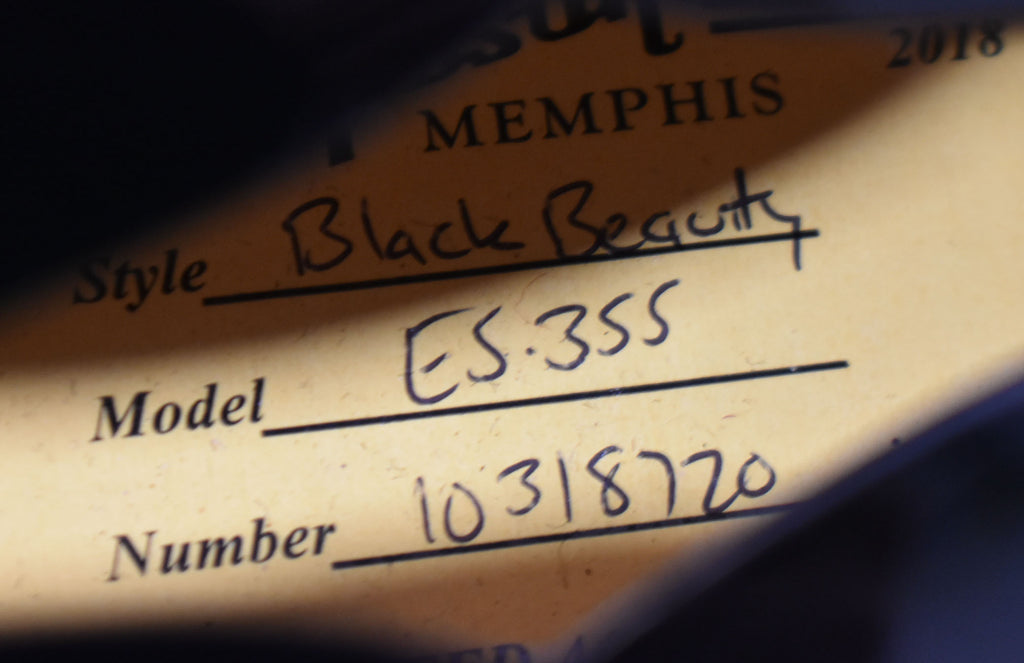 MEMPHIS 2018
Style Black Beauty
Model ES-355
Number 10318720